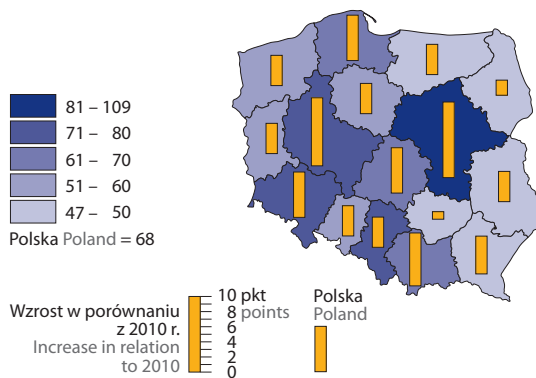 81 – 109
71 – 80
61 – 70
51 – 60
47 – 50
Polska Poland = 68
Wzrost w porównaniu
z 2010 r.
Increase in relation
to 2010
10 pkt
8 points
6
4
2
0
Polska
Poland